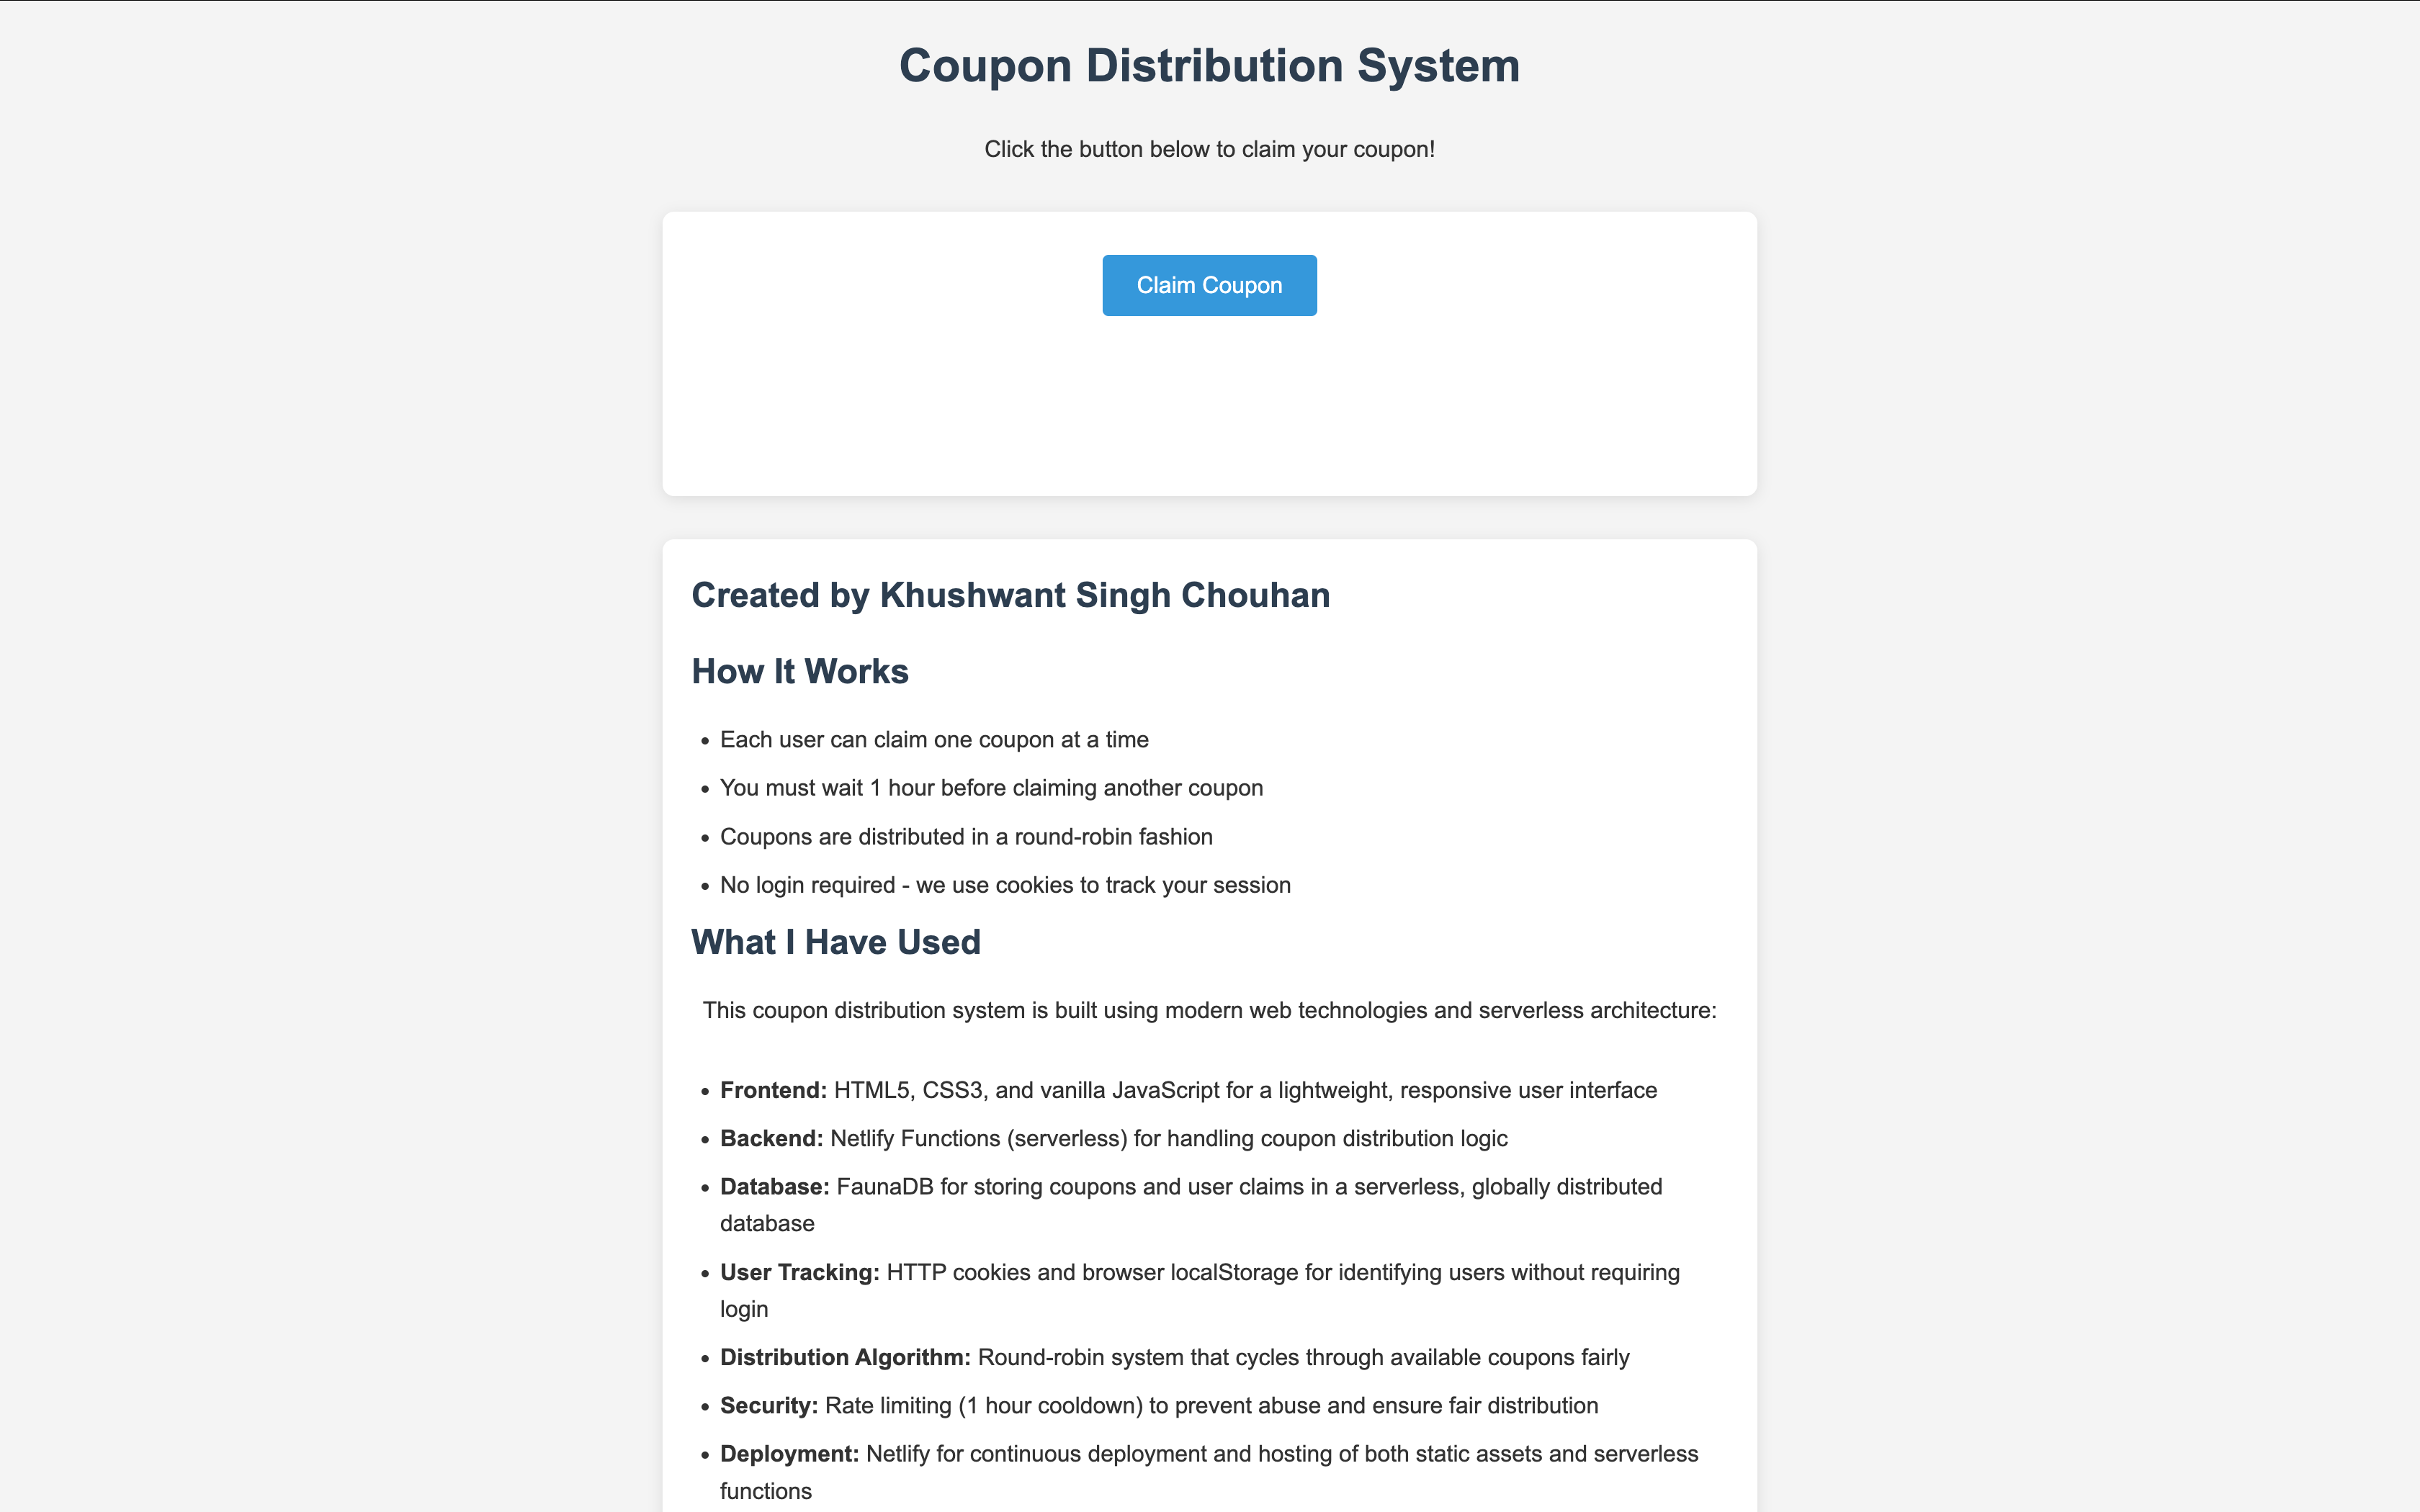 Coupon Distribution System
Click the button below to claim your coupon!
Claim Coupon
Created by Khushwant Singh Chouhan
How It Works
Each user can claim one coupon at a time
You must wait 1 hour before claiming another coupon
Coupons are distributed in a round-robin fashion
No login required - we use cookies to track your session
What I Have Used
This coupon distribution system is built using modern web technologies and serverless architecture:
Frontend: HTML5, CSS3, and vanilla JavaScript for a lightweight, responsive user interface
Backend: Netlify Functions (serverless) for handling coupon distribution logic
Database: FaunaDB for storing coupons and user claims in a serverless, globally distributed
database
User Tracking: HTTP cookies and browser localStorage for identifying users without requiring
login
Distribution Algorithm: Round-robin system that cycles through available coupons fairly
Security: Rate limiting (1 hour cooldown) to prevent abuse and ensure fair distribution
Deployment: Netlify for continuous deployment and hosting of both static assets and serverless
functions